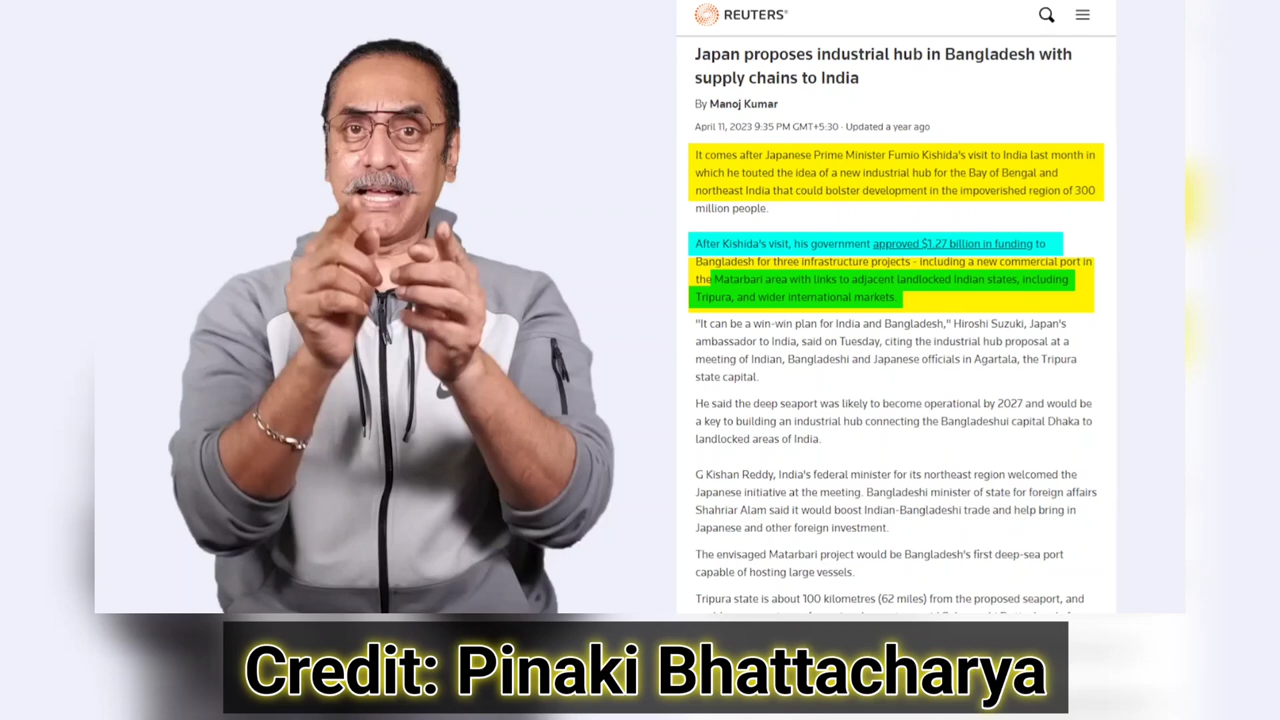 REUTERS®
Japan proposes industrial hub in Bangladesh with
supply chains to India
By Manoj Kumar
April 11, 2023 9:35 PM GMT+5:30 · Updated a year ago
It comes after Japanese Prime Minister Fumio Kishida's visit to India last month in
which he touted the idea of a new industrial hub for the Bay of Bengal and
northeast India that could bolster development in the impoverished region of 300
million people.
After Kishida's visit, his government approved $1.27 billion in funding to
Bangladesh for three infrastructure projects - including a new commercial port in
the Matarbari area with links to adjacent landlocked Indian states, including
Tripura, and wider international markets.
"It can be a win-win plan for India and Bangladesh," Hiroshi Suzuki, Japan's
ambassador to India, said on Tuesday, citing the industrial hub proposal at a
meeting of Indian, Bangladeshi and Japanese officials in Agartala, the Tripura
state capital.
He said the deep seaport was likely to become operational by 2027 and would be
a key to building an industrial hub connecting the Bangladeshui capital Dhaka to
landlocked areas of India.
G Kishan Reddy, India's federal minister for its northeast region welcomed the
Japanese initiative at the meeting. Bangladeshi minister of state for foreign affairs
Shahriar Alam said it would boost Indian-Bangladeshi trade and help bring in
Japanese and other foreign investment.
The envisaged Matarbari project would be Bangladesh's first deep-sea port
capable of hosting large vessels.
Tripura state is about 100 kilometres (62 miles) from the proposed seaport, and
Credit: Pinaki Bhattacharya